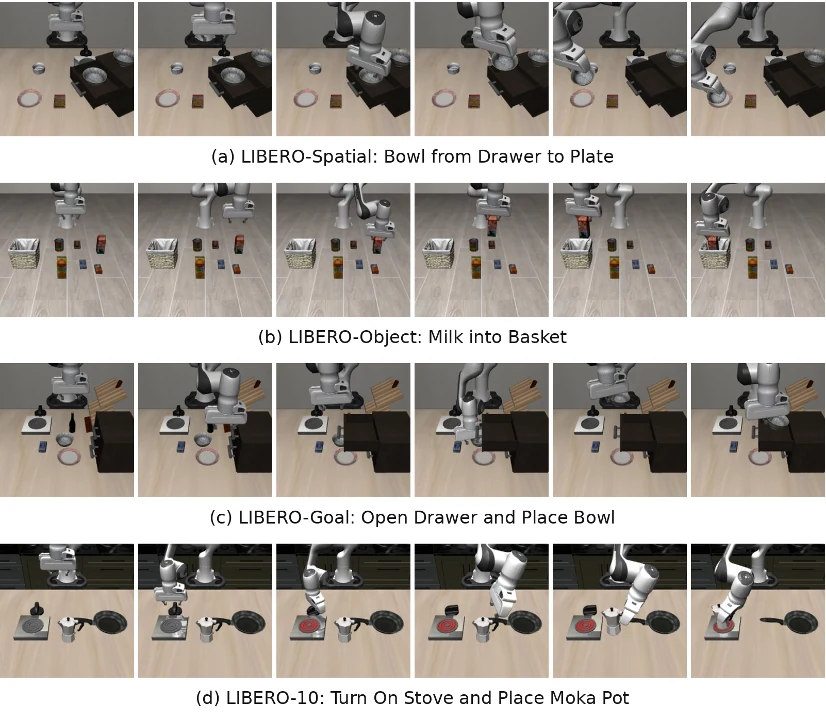 (a) LIBERO-Spatial: Bowl from Drawer to Plate
(b) LIBERO-Object: Milk into Basket
(c) LIBERO-Goal: Open Drawer and Place Bowl
(d) LIBERO-10: Turn On Stove and Place Moka Pot